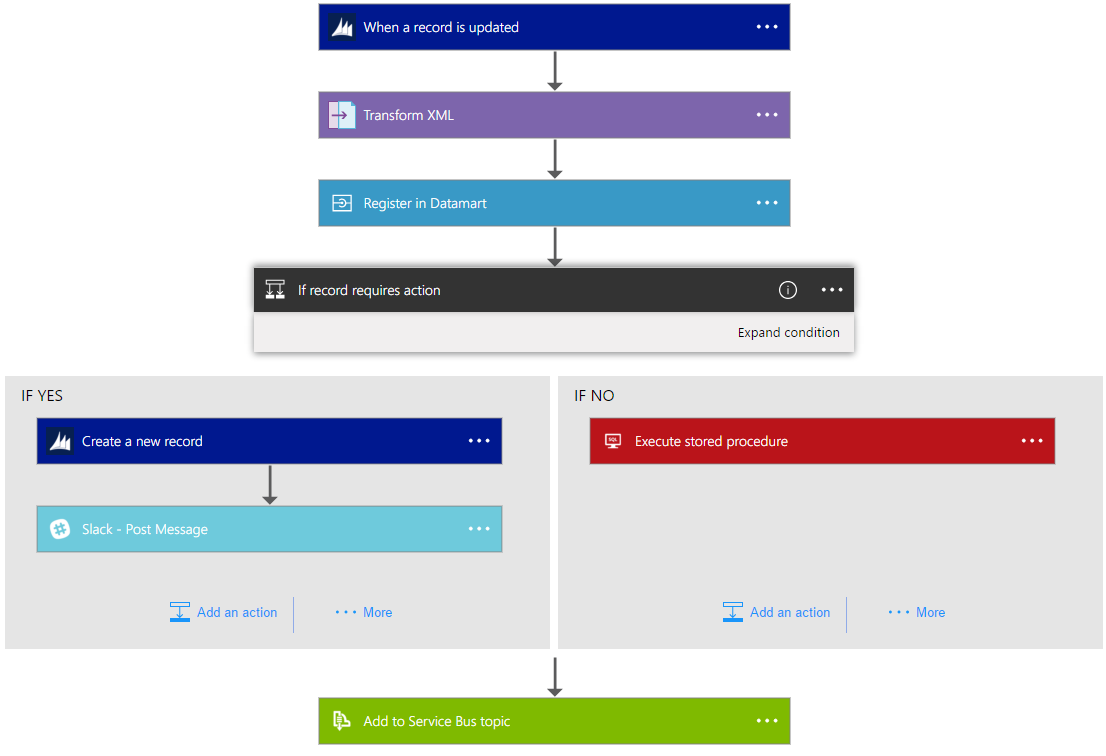 When a record is updated
Transform XML
Register in Datamart
If record requires action
Expand condition
IF YES
Create a new record
Slack - Post Message
Add an action
More
IF NO
SQL
Execute stored procedure
Add an action
More
Add to Service Bus topic